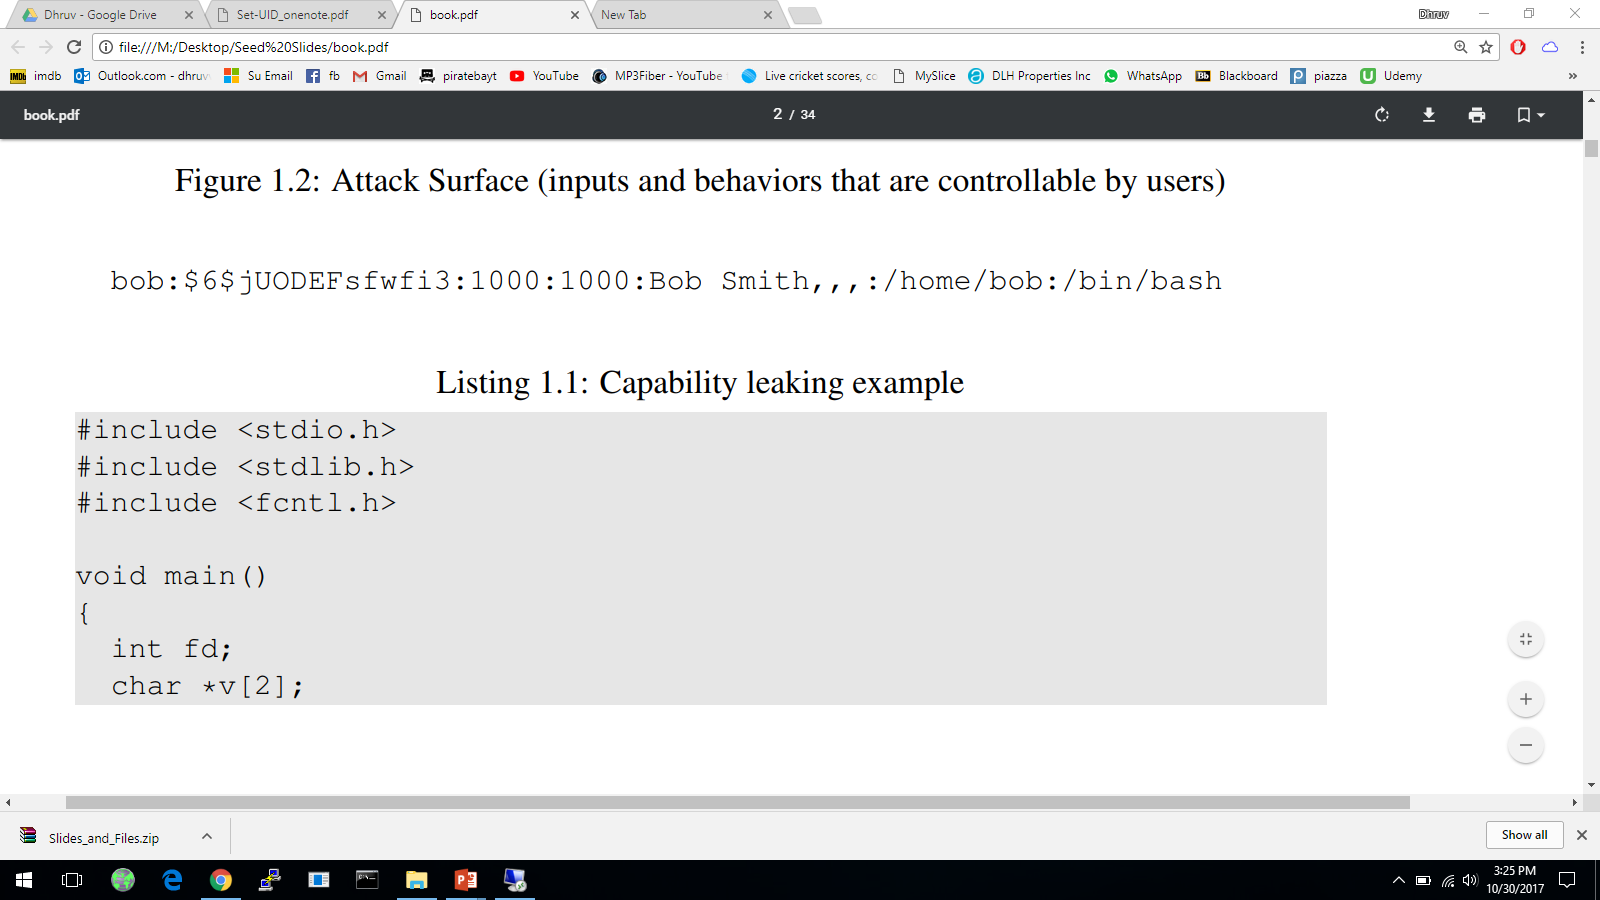 Dhruv - Google Drive
Set-UID_onenote.pdf
book.pdf
New Tab
Dhruv
file:///M:/Desktop/Seed%20Slides/book.pdf
IMDb imdb Outlook.com - dhruv Su Email fb Gmail piratebayt YouTube MP3Fiber - YouTube Live cricket scores, co MySlice DLH Properties Inc WhatsApp Bb Blackboard piazza Udemy »
book.pdf 2 / 34
Figure 1.2: Attack Surface (inputs and behaviors that are controllable by users)
bob:$6$jUODEFsfwfi3:1000:1000:Bob Smith,,,:/home/bob:/bin/bash
Listing 1.1: Capability leaking example
#include <stdio.h>
#include <stdlib.h>
#include <fcntl.h>
void main()
{
int fd;
char *v[2];
Slides_and_Files.zip
Show all
3:25 PM
10/30/2017